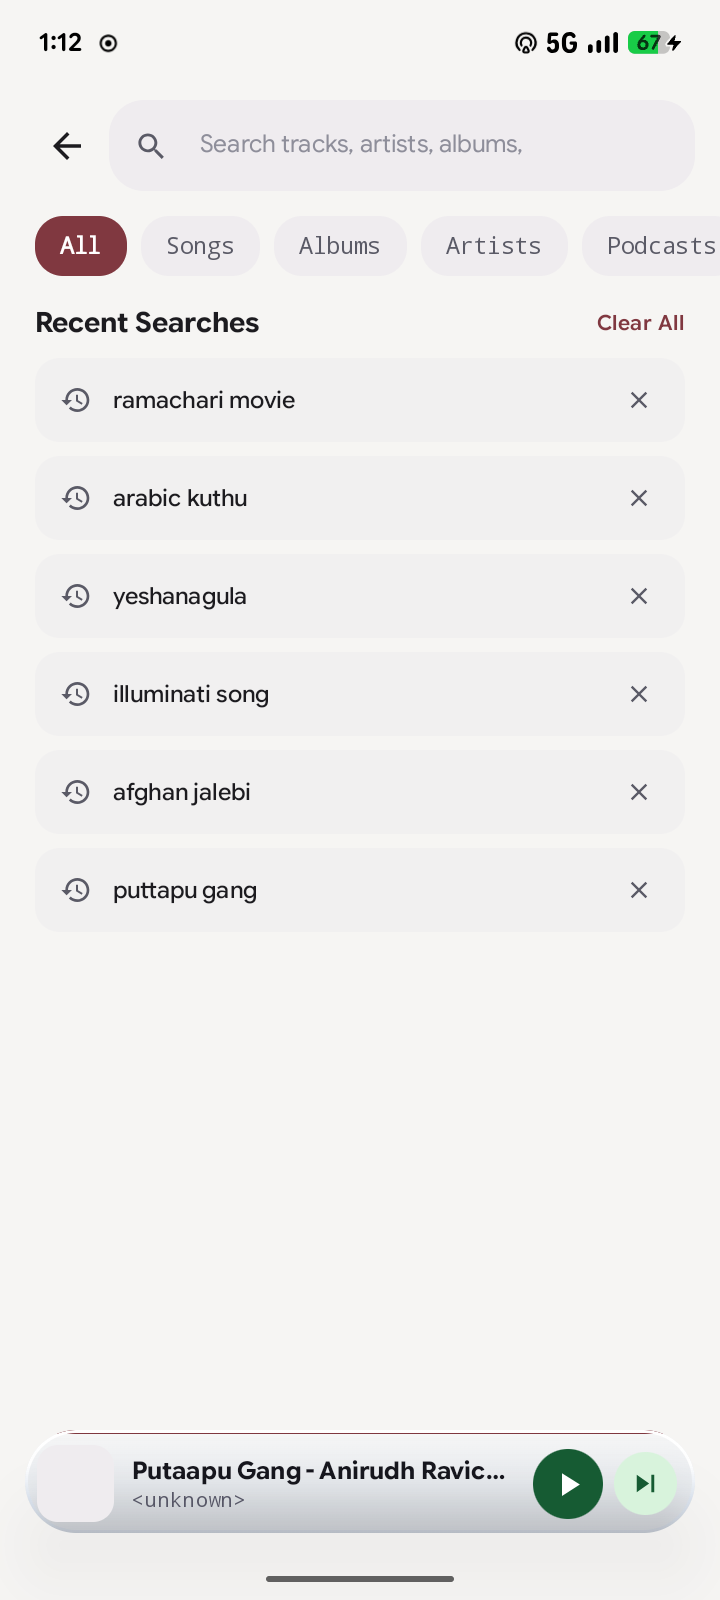 1:12
5G
67
Search tracks, artists, albums,
All
Songs
Albums
Artists
Podcasts
Recent Searches
Clear All
ramachari movie
arabic kuthu
yeshanagula
illuminati song
afghan jalebi
puttapu gang
Putaapu Gang - Anirudh Ravic...
<unknown>